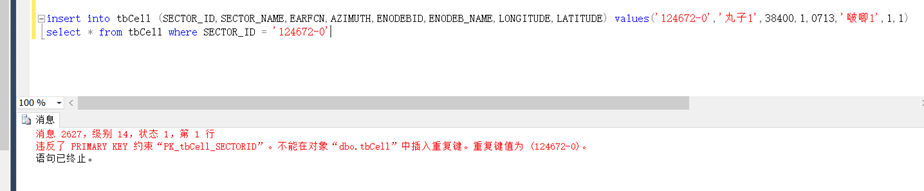 insert into tbCell (SECTOR_ID,SECTOR_NAME,EARFCN,AZIMUTH,ENODEBID,ENODEB_NAME,LONGITUDE,LATITUDE) values('124672-0','丸子1',38400,1,0713,'啵唧1',1,1)
select * from tbCell where SECTOR_ID = '124672-0'
100 %
消息
消息 2627，级别 14，状态 1，第 1 行
违反了 PRIMARY KEY 约束“PK_tbCell_SECTORID”。不能在对象“dbo.tbCell”中插入重复键。重复键值为 (124672-0)。
语句已终止。